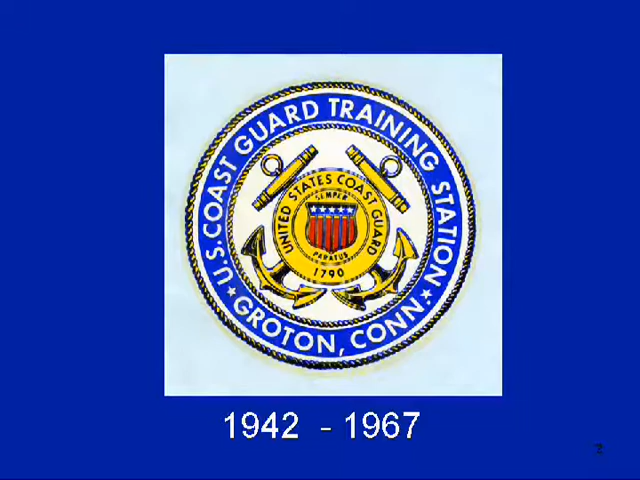 U.S. COAST GUARD TRAINING STATION
★ GROTON, CONN. ★
UNITED STATES COAST GUARD
SEMPER
PARATUS
1790
1942 - 1967